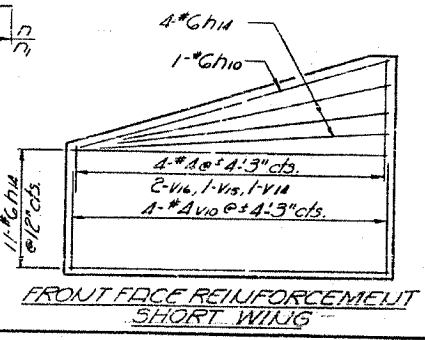 n
n1
4-#6h14
1-#6h10
4-#4@±4'-3"cts.
2-V16, 1-V15, 1-V14
4-#4V10@±4'-3"cts.
11-#6h12
@12"cts.
FRONT FACE REINFORCEMENT
SHORT WING